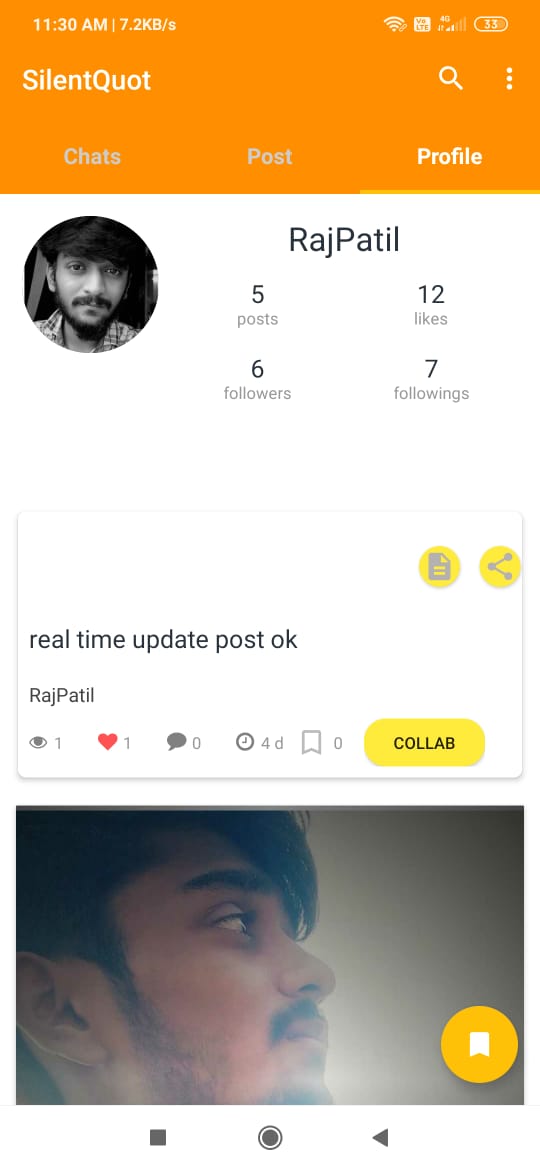 11:30 AM | 7.2KB/s Vo LTE 4G 33
SilentQuot
Chats Post Profile
RajPatil
5 12
posts likes
6 7
followers followings
real time update post ok
RajPatil
1 1 0 4 d 0 COLLAB